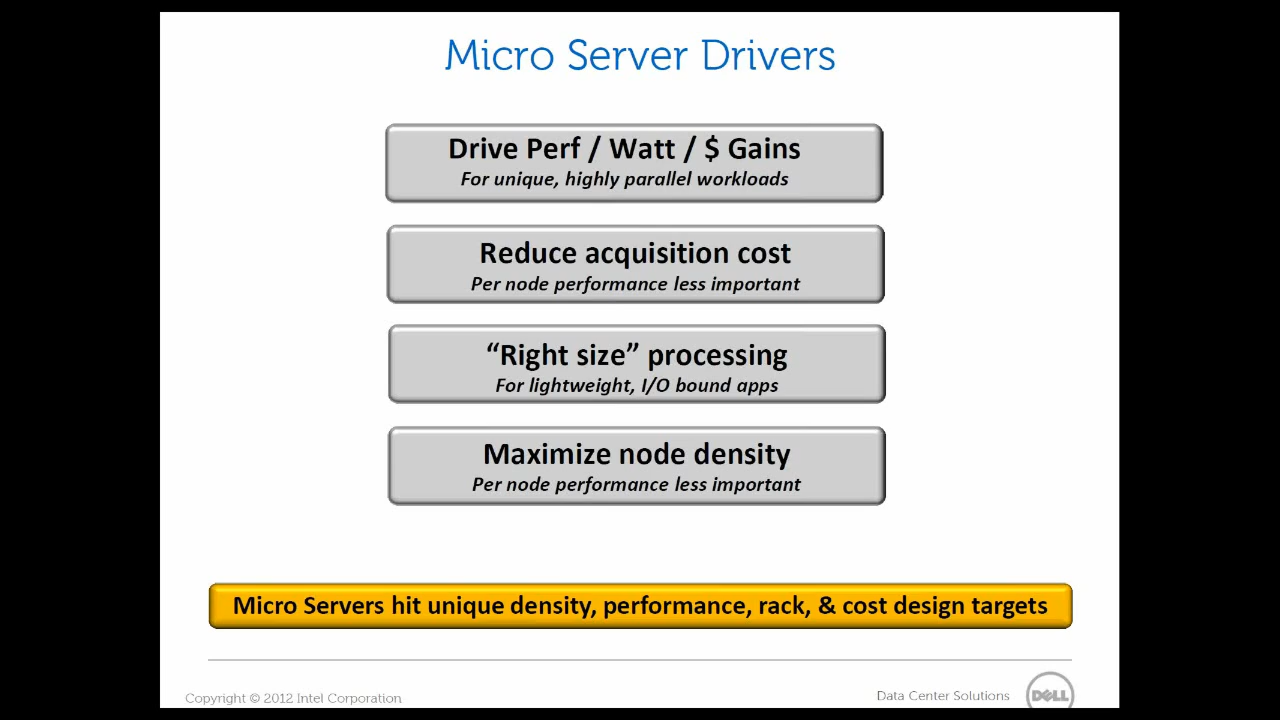 Micro Server Drivers
Drive Perf / Watt / $ Gains
For unique, highly parallel workloads
Reduce acquisition cost
Per node performance less important
“Right size” processing
For lightweight, I/O bound apps
Maximize node density
Per node performance less important
Micro Servers hit unique density, performance, rack, & cost design targets
Copyright © 2012 Intel Corporation
Data Center Solutions
DELL